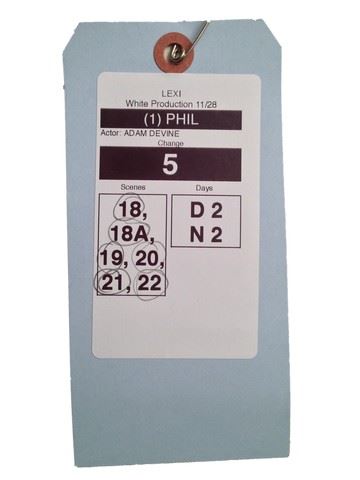 LEXI
White Production 11/28
(1) PHIL
Actor: ADAM DEVINE
Change
5
Scenes
Days
18,
18A,
19, 20,
21, 22
D 2
N 2